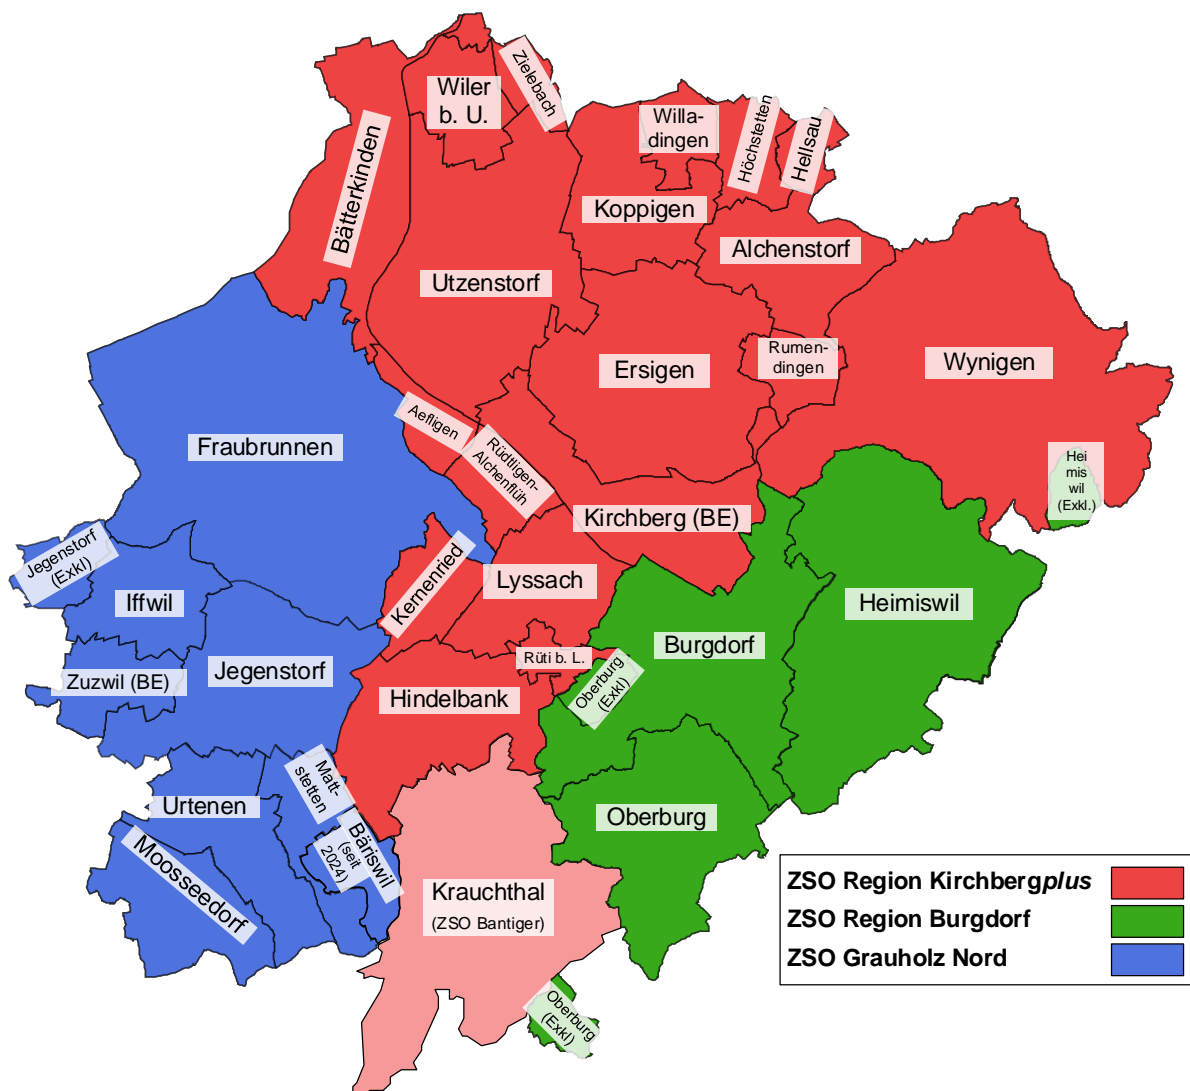 Wiler
b. U.
Zielebach
Willa-
dingen
Höchstetten
Hellsau
Bätterkinden
Koppigen
Alchenstorf
Utzenstorf
Ersigen
Rumen-
dingen
Wynigen
Aefligen
Rüdtligen-
Alchenflüh
Fraubrunnen
Hei
mis
wil
(Exkl.)
Kirchberg (BE)
Jegenstorf
(Exkl)
Kernenried
Lyssach
Iffwil
Heimiswil
Burgdorf
Rüti b. L.
Zuzwil (BE)
Jegenstorf
Oberburg
(Exkl)
Hindelbank
Matt-
stetten
Urtenen
Oberburg
Bäriswil
(seit
2024)
Moosseedorf
Krauchthal
(ZSO Bantiger)
Oberburg
(Exkl)
ZSO Region Kirchbergplus
ZSO Region Burgdorf
ZSO Grauholz Nord